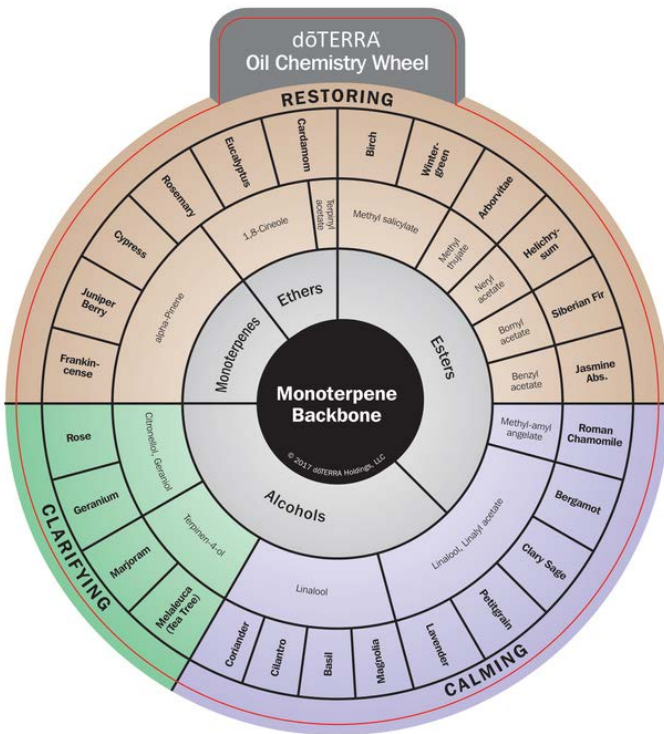 dōTERRA
Oil Chemistry Wheel
RESTORING
Frankin-
cense
Juniper
Berry
Cypress
Rosemary
Eucalyptus
Cardamom
Birch
Winter-
green
Arborvitae
Helichry-
sum
Siberian Fir
Jasmine
Abs.
alpha-Pinene
1,8-Cineole
Terpinyl
acetate
Methyl salicylate
Methyl
thujate
Neryl
acetate
Bornyl
acetate
Benzyl
acetate
Monoterpenes
Ethers
Esters
Monoterpene
Backbone
© 2017 dōTERRA Holdings, LLC
Alcohols
Methyl-amyl
angelate
Linalool, Linalyl acetate
Linalool
Terpinen-4-ol
Citronellol, Geraniol
Roman
Chamomile
Bergamot
Clary Sage
Petitgrain
Lavender
Magnolia
Basil
Cilantro
Coriander
Melaleuca
(Tea Tree)
Marjoram
Geranium
Rose
CLARIFYING
CALMING